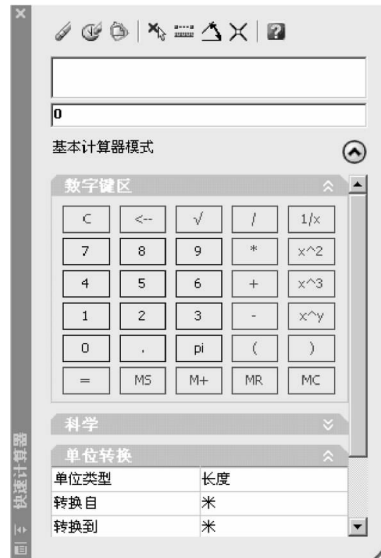 0
基本计算器模式
数字键区
C <-- √ / 1/x
7 8 9 * x^2
4 5 6 + x^3
1 2 3 - x^y
0 . pi ( )
= MS M+ MR MC
科学
单位转换
单位类型 长度
转换自 米
转换到 米
快速计算器